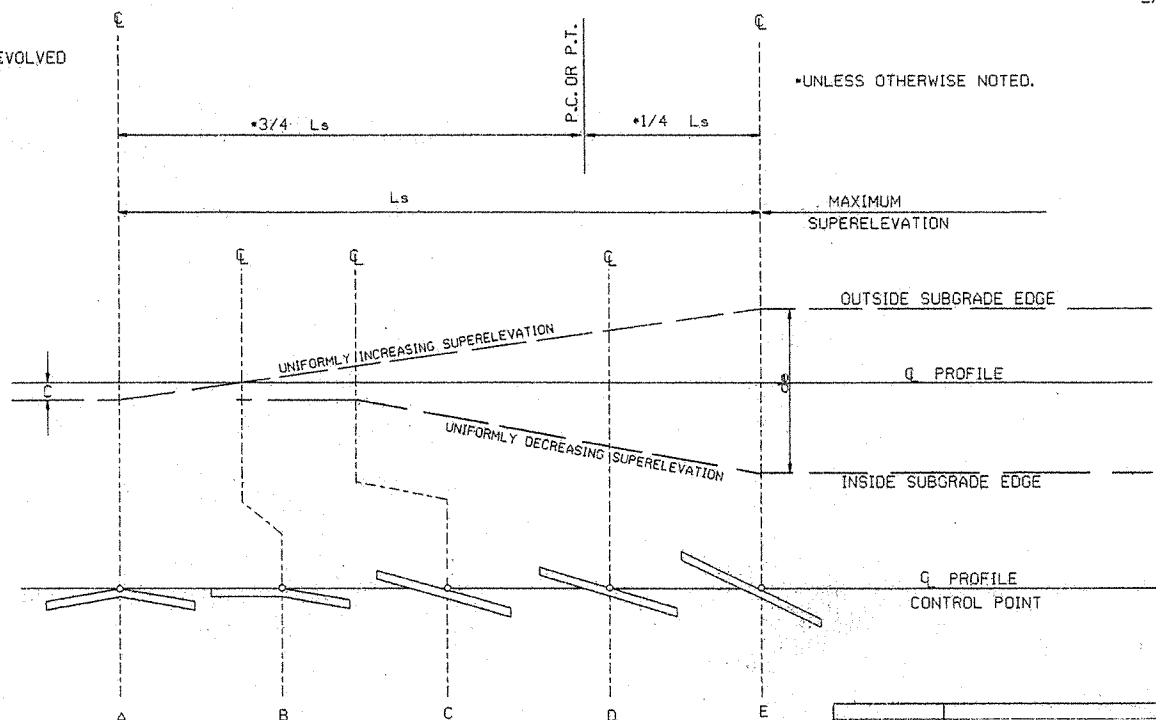 ℄
℄
EVOLVED
P.C. OR P.T.
*UNLESS OTHERWISE NOTED.
*3/4 Ls
*1/4 Ls
Ls
MAXIMUM
SUPERELEVATION
℄
℄
℄
OUTSIDE SUBGRADE EDGE
UNIFORMLY INCREASING SUPERELEVATION
C
℄ PROFILE
de
UNIFORMLY DECREASING SUPERELEVATION
INSIDE SUBGRADE EDGE
℄ PROFILE
CONTROL POINT
A
B
C
D
E